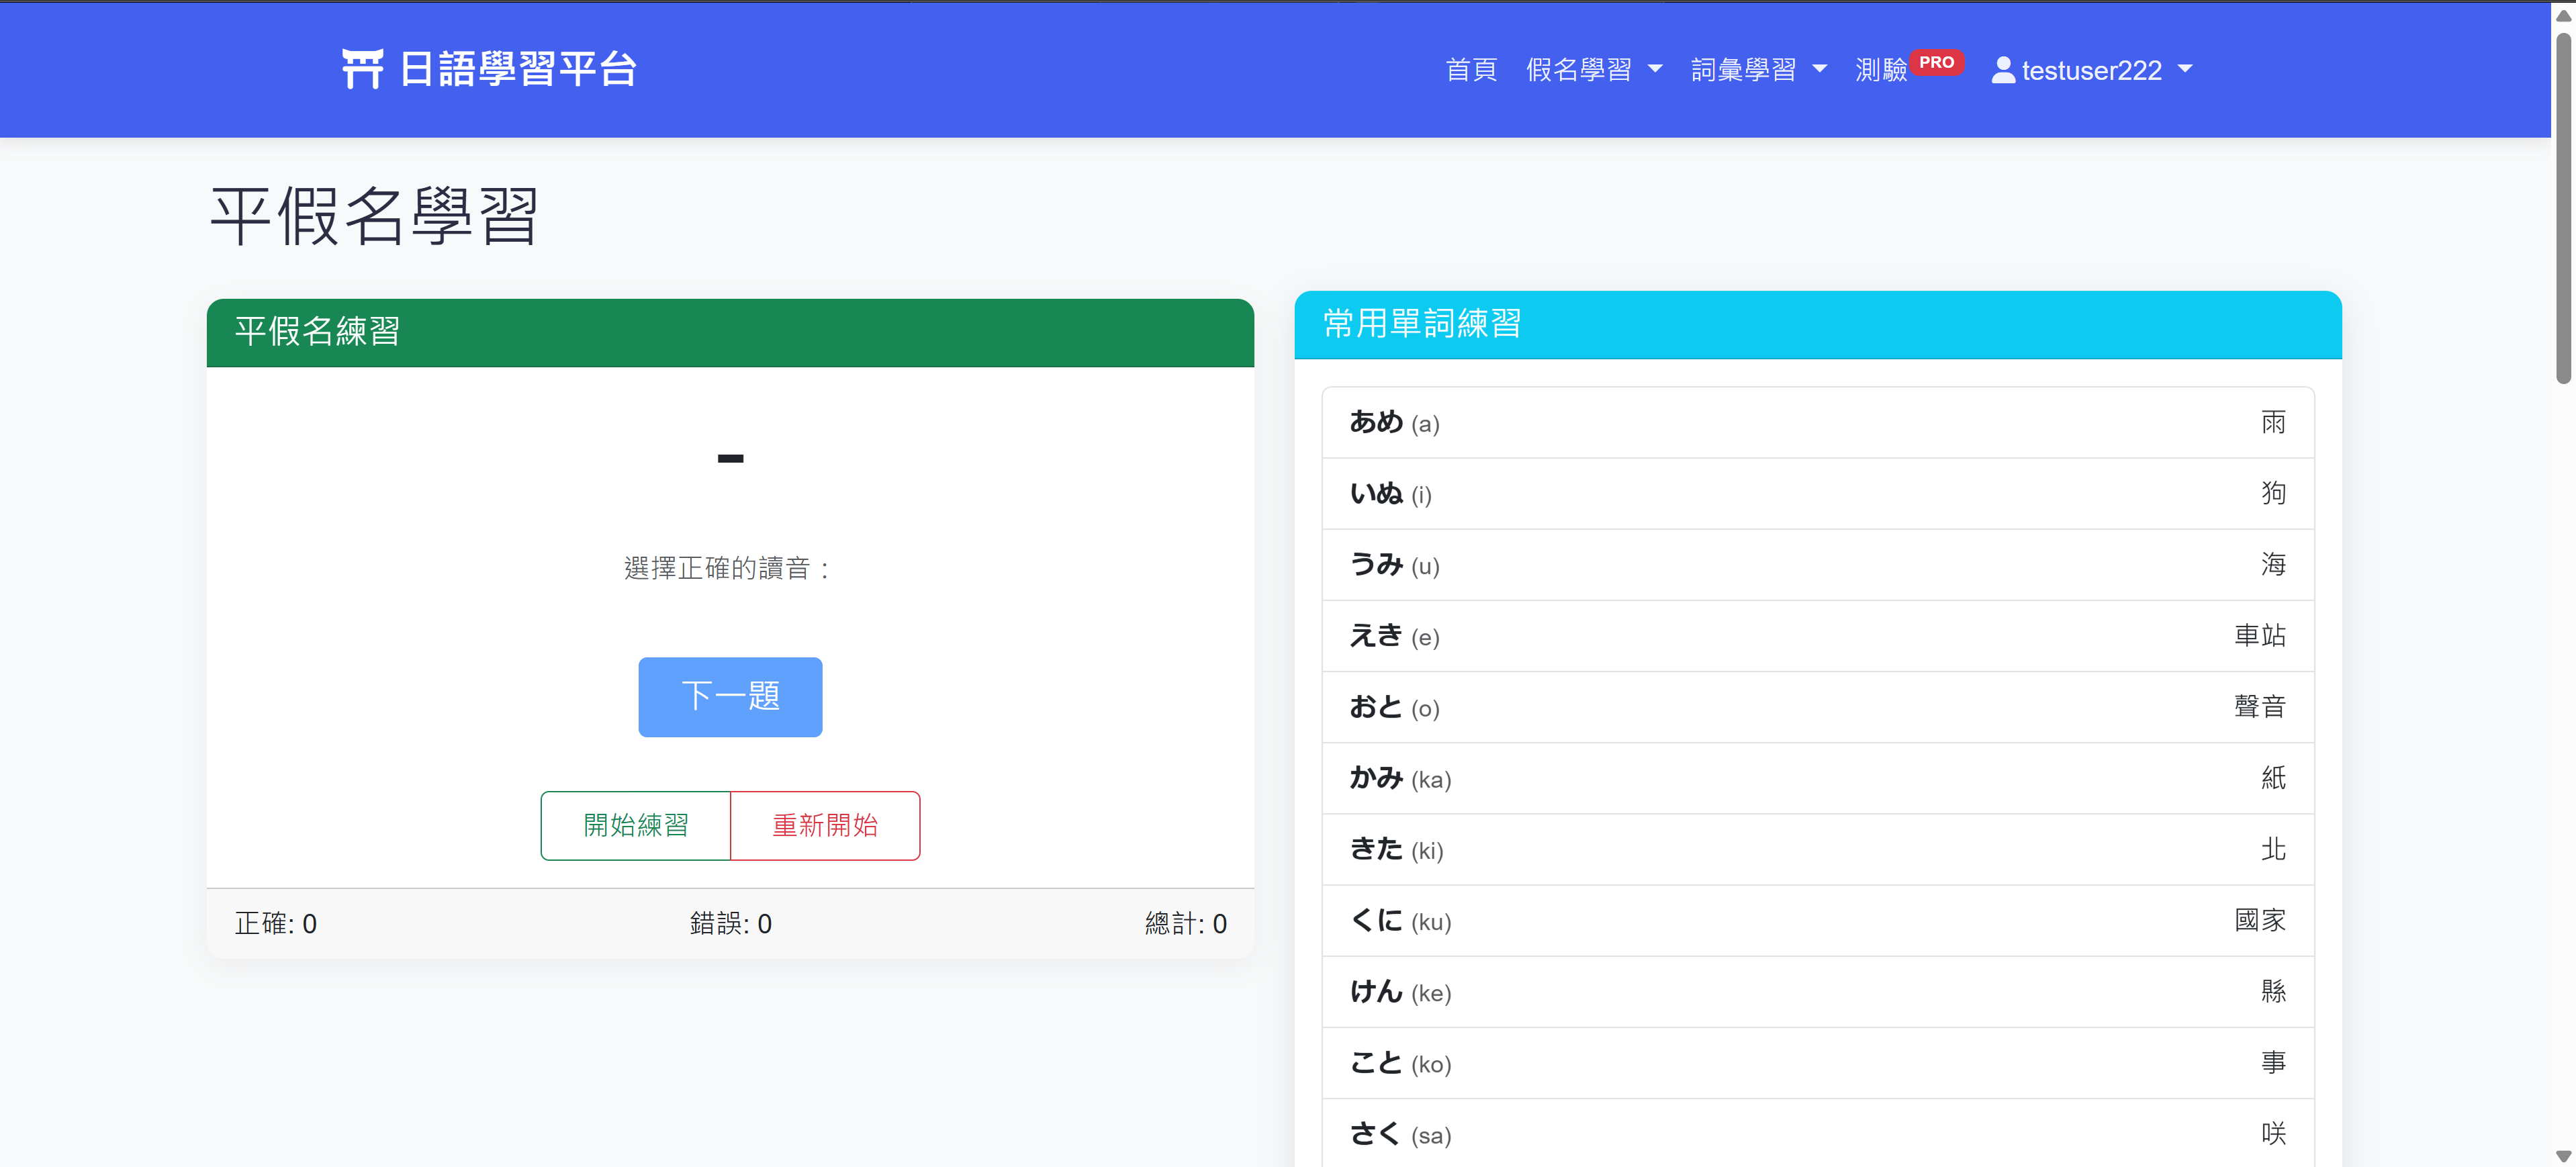 日語學習平台
首頁 假名學習 詞彙學習 測驗 PRO testuser222
平假名學習
平假名練習
-
選擇正確的讀音：
下一題
開始練習 重新開始
正確: 0 錯誤: 0 總計: 0
常用單詞練習
あめ (a) 雨
いぬ (i) 狗
うみ (u) 海
えき (e) 車站
おと (o) 聲音
かみ (ka) 紙
きた (ki) 北
くに (ku) 國家
けん (ke) 縣
こと (ko) 事
さく (sa) 咲